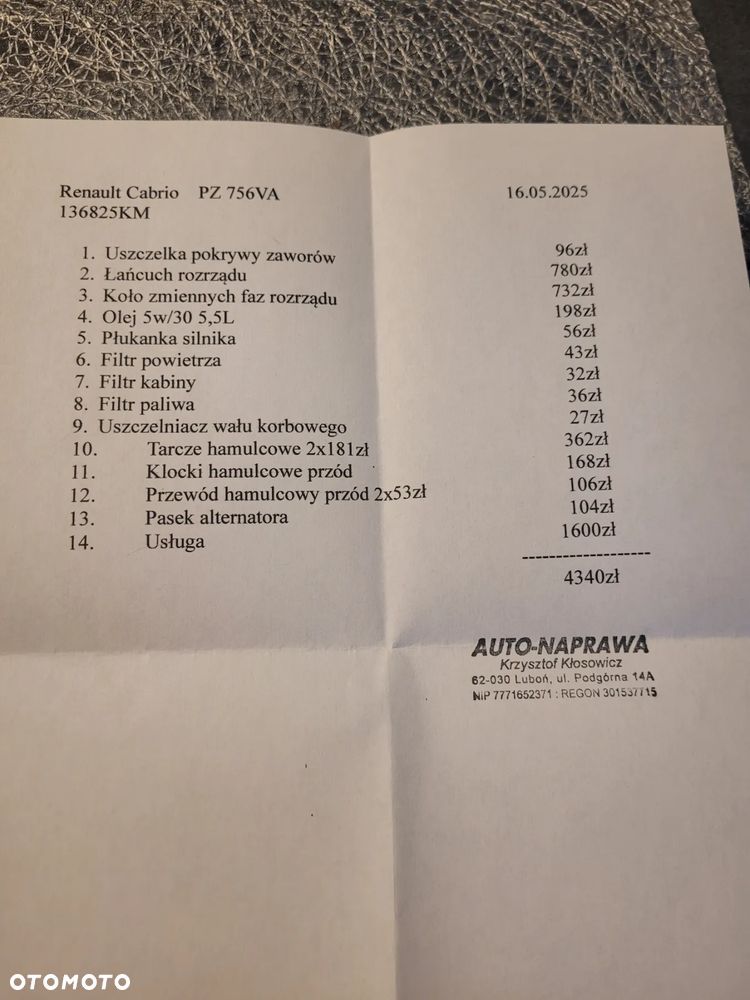 Renault Cabrio PZ 756VA 16.05.2025
136825KM
1. Uszczelka pokrywy zaworów 96zł
2. Łańcuch rozrządu 780zł
3. Koło zmiennych faz rozrządu 732zł
4. Olej 5w/30 5,5L 198zł
5. Płukanka silnika 56zł
6. Filtr powietrza 43zł
7. Filtr kabiny 32zł
8. Filtr paliwa 36zł
9. Uszczelniacz wału korbowego 27zł
10. Tarcze hamulcowe 2x181zł 362zł
11. Klocki hamulcowe przód 168zł
12. Przewód hamulcowy przód 2x53zł 106zł
13. Pasek alternatora 104zł
14. Usługa 1600zł
--------------------
4340zł
AUTO-NAPRAWA
Krzysztof Kłosowicz
62-030 Luboń, ul. Podgórna 14A
NIP 7771652371 : REGON 301537715
OTOMOTO